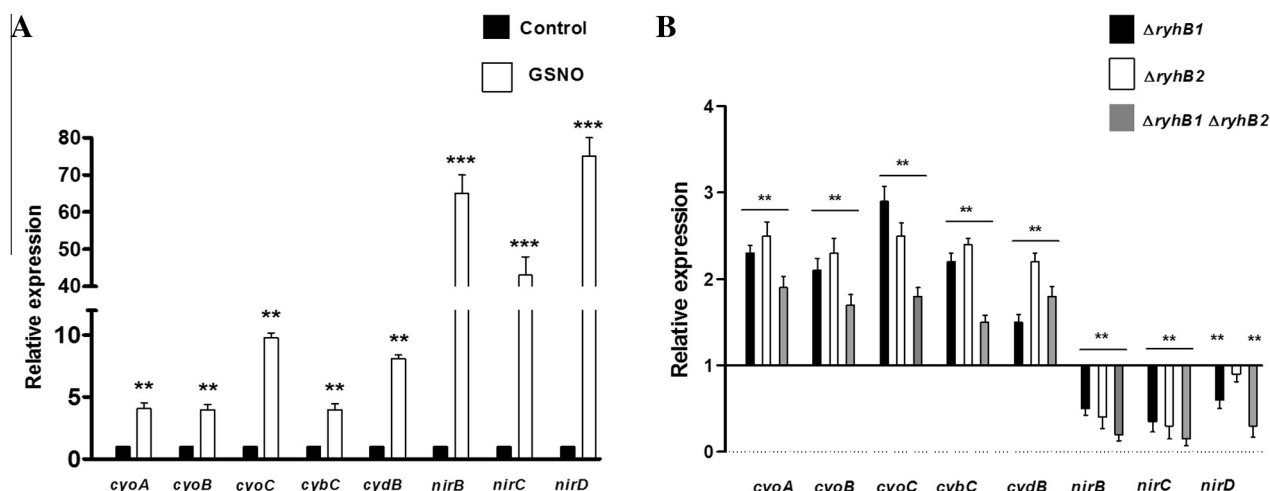 A
Control
GSNO
Relative expression
80
70
60
50
40
10
5
0
** ** ** ** ** *** *** ***
cyoA cyoB cyoC cybC cydB nirB nirC nirD
B
ΔryhB1
ΔryhB2
ΔryhB1 ΔryhB2
Relative expression
4
3
2
1
0
** ** ** ** ** ** ** ** **
cyoA cyoB cyoC cybC cydB nirB nirC nirD